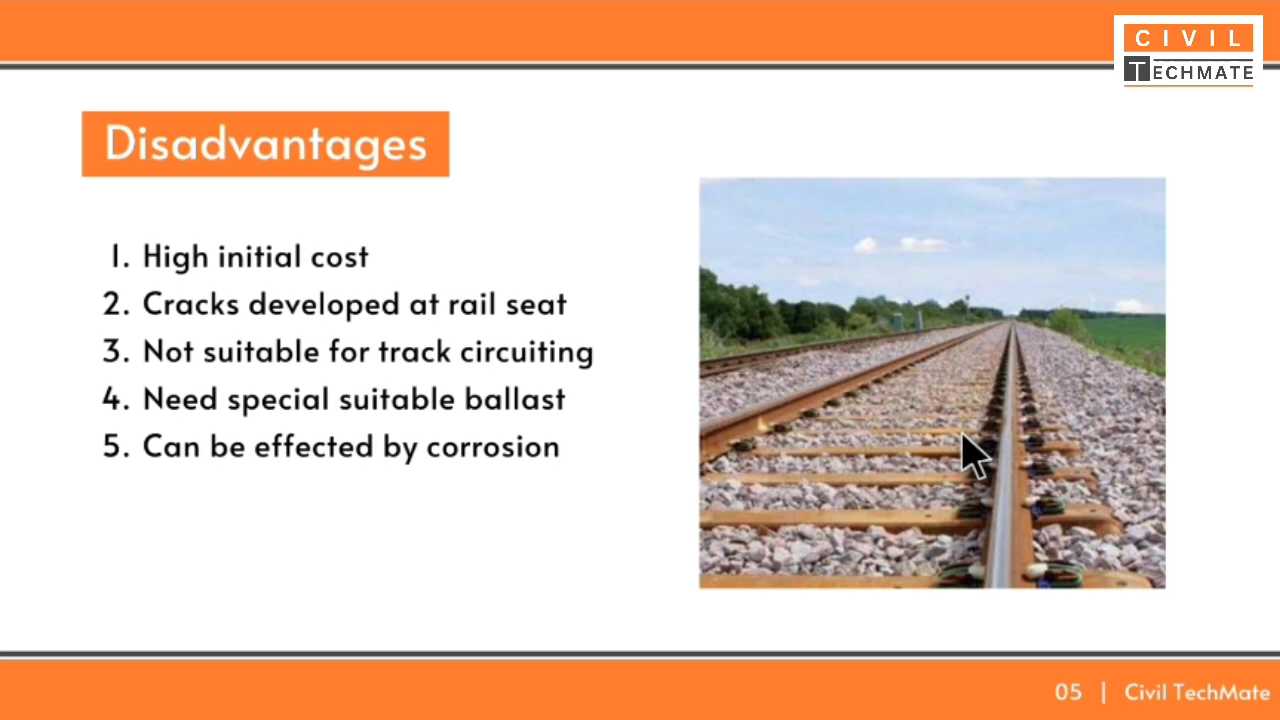 CIVIL
TECHMATE
Disadvantages
1. High initial cost
2. Cracks developed at rail seat
3. Not suitable for track circuiting
4. Need special suitable ballast
5. Can be effected by corrosion
05 | Civil TechMate